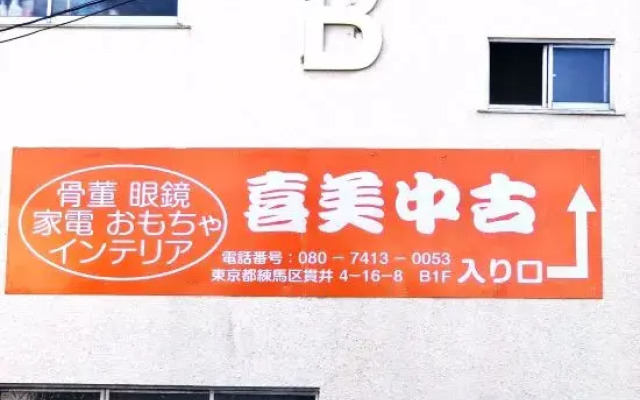 B
骨董 眼鏡
家電 おもちゃ
インテリア
喜美中古
電話番号：080－7413－0053
東京都練馬区貫井 4－16－8 B1F
入り口